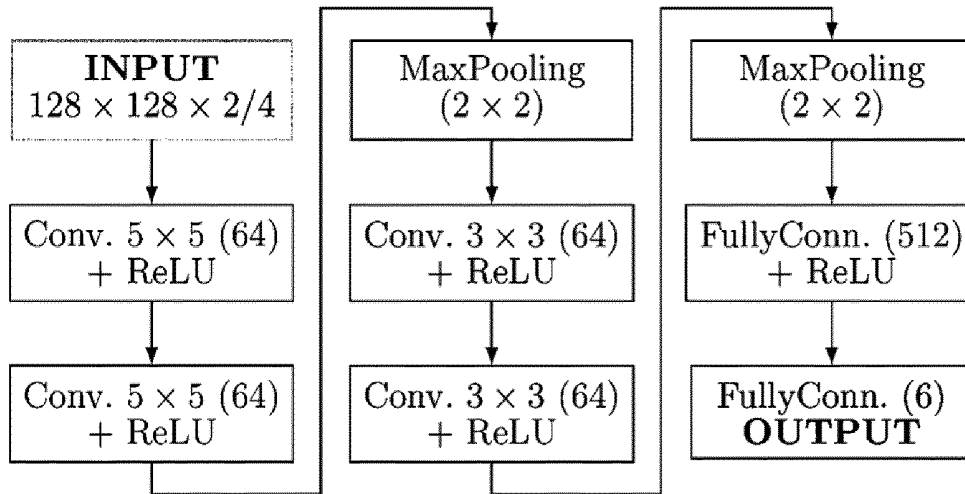 INPUT
128 × 128 × 2/4
Conv. 5 × 5 (64)
+ ReLU
Conv. 5 × 5 (64)
+ ReLU
MaxPooling
(2 × 2)
Conv. 3 × 3 (64)
+ ReLU
Conv. 3 × 3 (64)
+ ReLU
MaxPooling
(2 × 2)
FullyConn. (512)
+ ReLU
FullyConn. (6)
OUTPUT